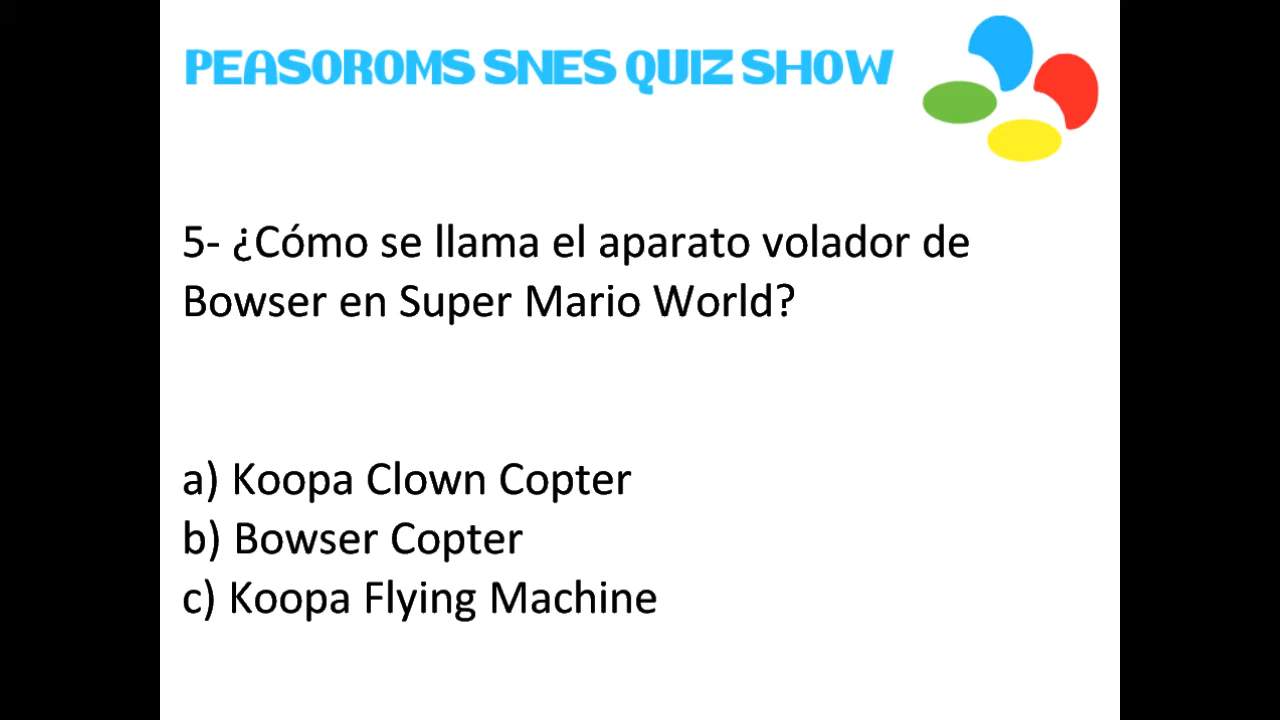 PEASOROMS SNES QUIZ SHOW
5- ¿Cómo se llama el aparato volador de
Bowser en Super Mario World?
a) Koopa Clown Copter
b) Bowser Copter
c) Koopa Flying Machine